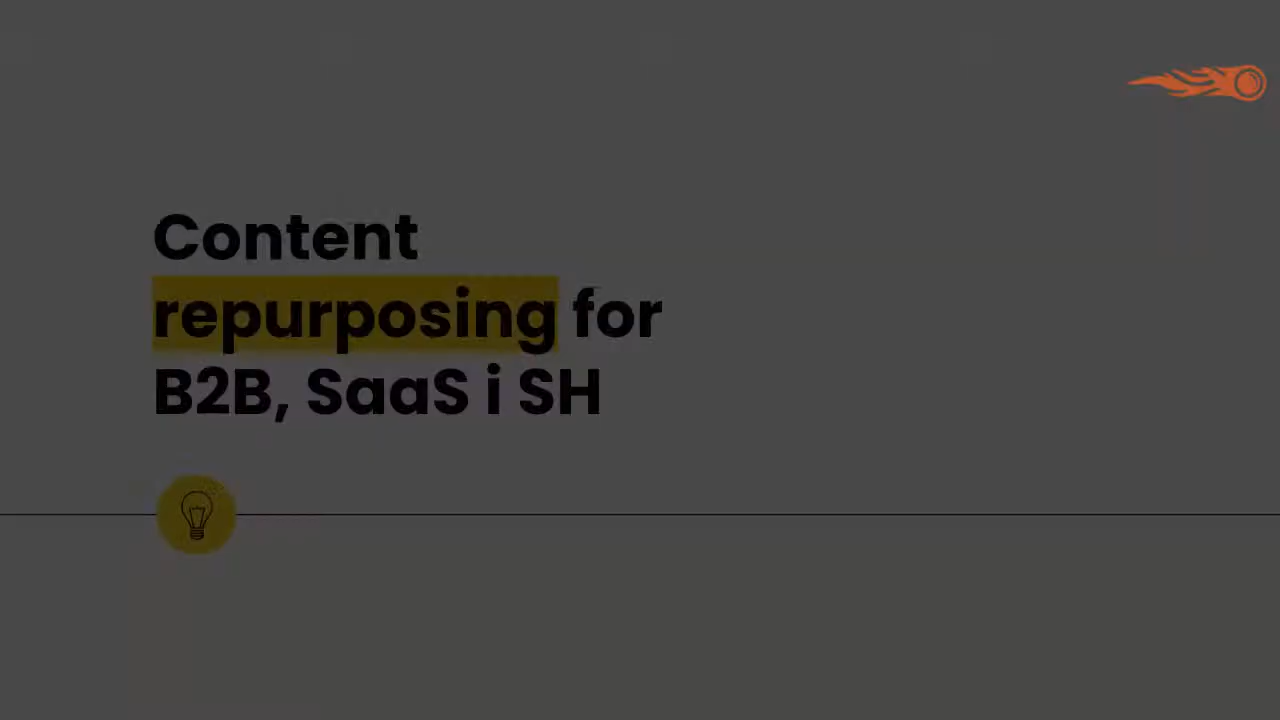 Content
repurposing for
B2B, SaaS i SH